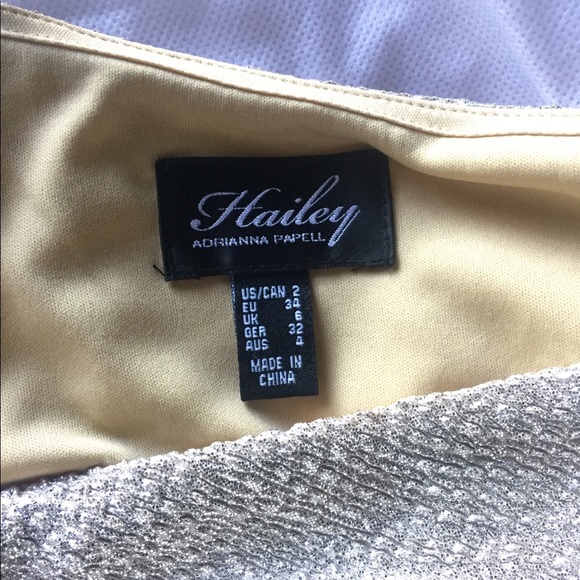 Hailey
ADRIANNA PAPELL
US/CAN 2
EU 34
UK 6
GER 32
AUS 4
MADE IN
CHINA